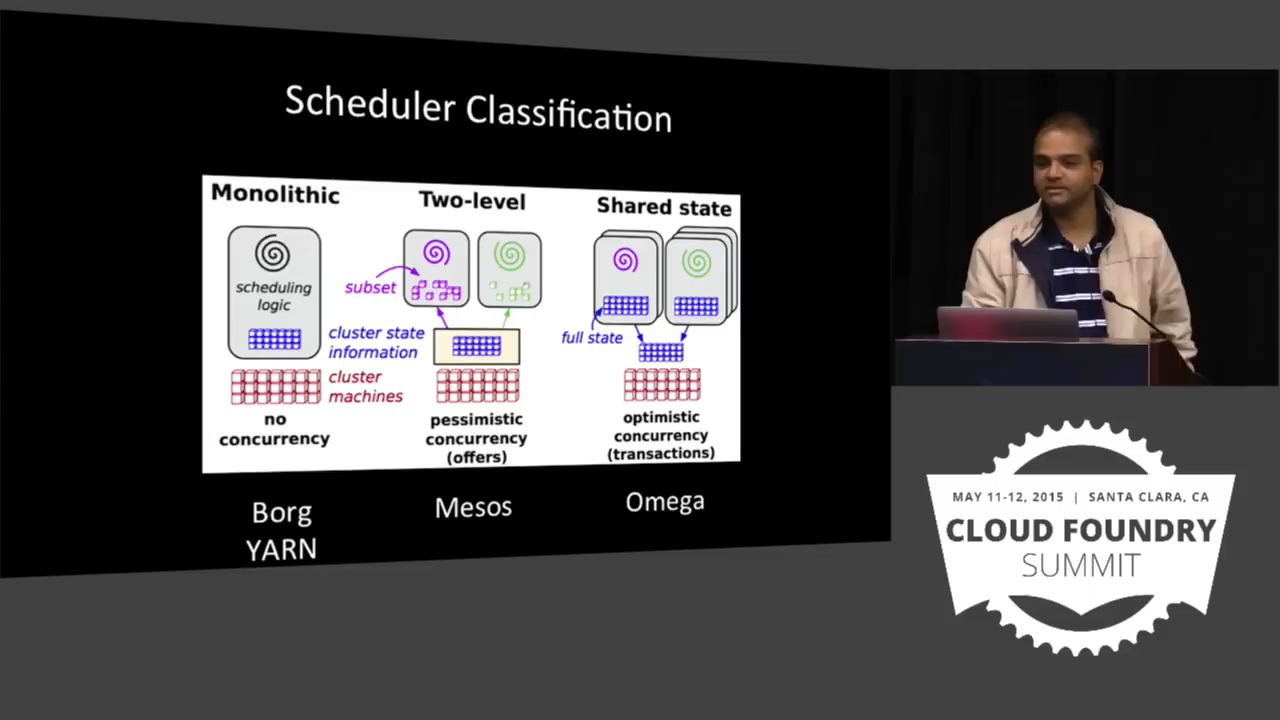 Scheduler Classification
Monolithic
Two-level
Shared state
scheduling
logic
subset
cluster state
information
full state
cluster
machines
no
concurrency
pessimistic
concurrency
(offers)
optimistic
concurrency
(transactions)
Borg
YARN
Mesos
Omega
MAY 11-12, 2015 | SANTA CLARA, CA
CLOUD FOUNDRY
SUMMIT